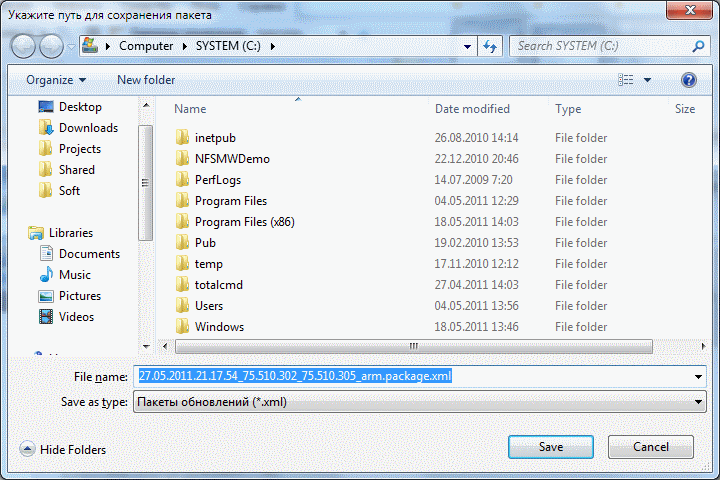 Укажите путь для сохранения пакета
Computer SYSTEM (C:) Search SYSTEM (C:)
Organize New folder
Name Date modified Type Size
Desktop
Downloads
Projects
Shared
Soft
Libraries
Documents
Music
Pictures
Videos
inetpub 26.08.2010 14:14 File folder
NFSMWDemo 22.12.2010 20:46 File folder
PerfLogs 14.07.2009 7:20 File folder
Program Files 04.05.2011 12:29 File folder
Program Files (x86) 18.05.2011 14:03 File folder
Pub 19.02.2010 13:53 File folder
temp 17.11.2010 12:12 File folder
totalcmd 27.04.2011 14:03 File folder
Users 04.05.2011 13:56 File folder
Windows 18.05.2011 13:46 File folder
File name: 27.05.2011.21.17.54_75.510.302_75.510.305_arm.package.xml
Save as type: Пакеты обновлений (*.xml)
Hide Folders Save Cancel